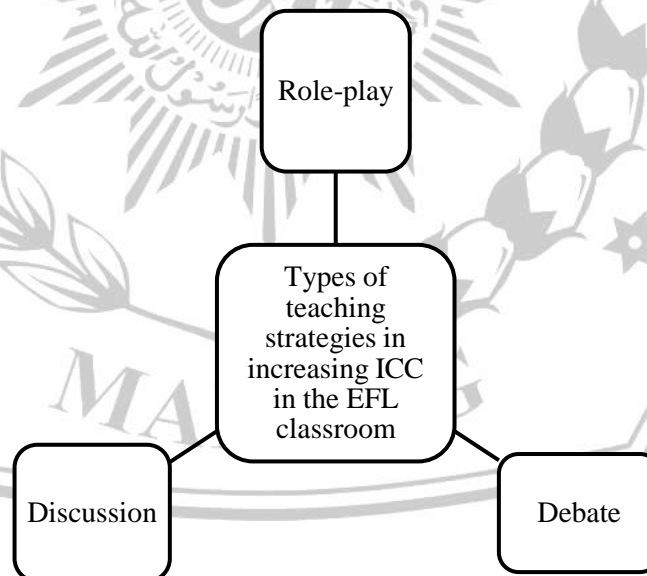 Role-play
Types of
teaching
strategies in
increasing ICC
in the EFL
classroom
Discussion
Debate